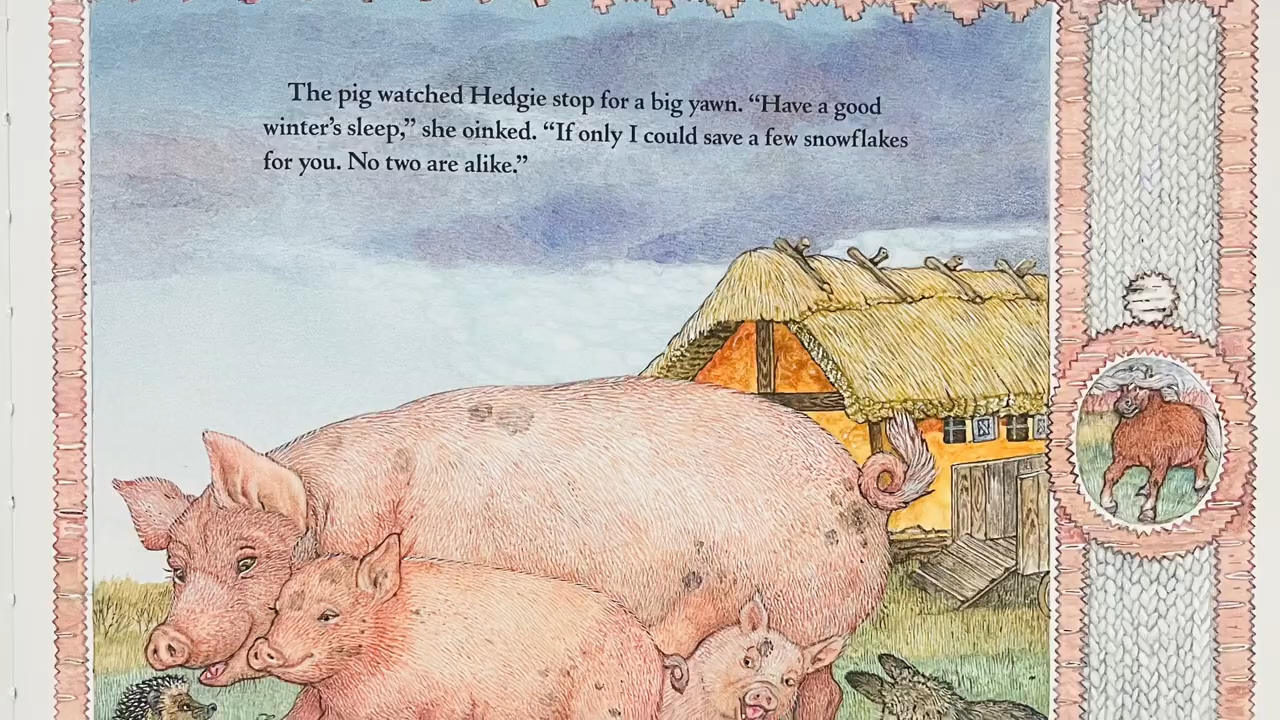 The pig watched Hedgie stop for a big yawn. “Have a good
winter’s sleep,” she oinked. “If only I could save a few snowflakes
for you. No two are alike.”